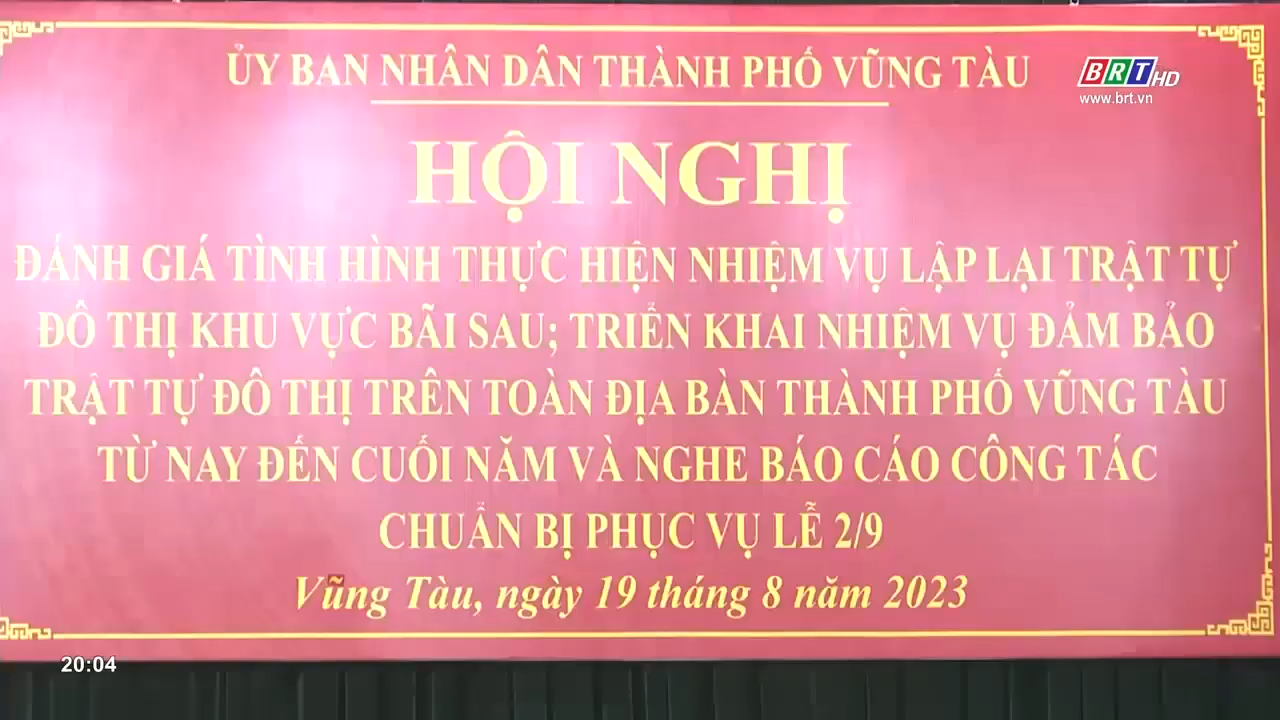 ỦY BAN NHÂN DÂN THÀNH PHỐ VŨNG TÀU
BRT HD
www.brt.vn
HỘI NGHỊ
ĐÁNH GIÁ TÌNH HÌNH THỰC HIỆN NHIỆM VỤ LẬP LẠI TRẬT TỰ
ĐÔ THỊ KHU VỰC BÃI SAU; TRIỂN KHAI NHIỆM VỤ ĐẢM BẢO
TRẬT TỰ ĐÔ THỊ TRÊN TOÀN ĐỊA BÀN THÀNH PHỐ VŨNG TÀU
TỪ NAY ĐẾN CUỐI NĂM VÀ NGHE BÁO CÁO CÔNG TÁC
CHUẨN BỊ PHỤC VỤ LỄ 2/9
Vũng Tàu, ngày 19 tháng 8 năm 2023
20:04